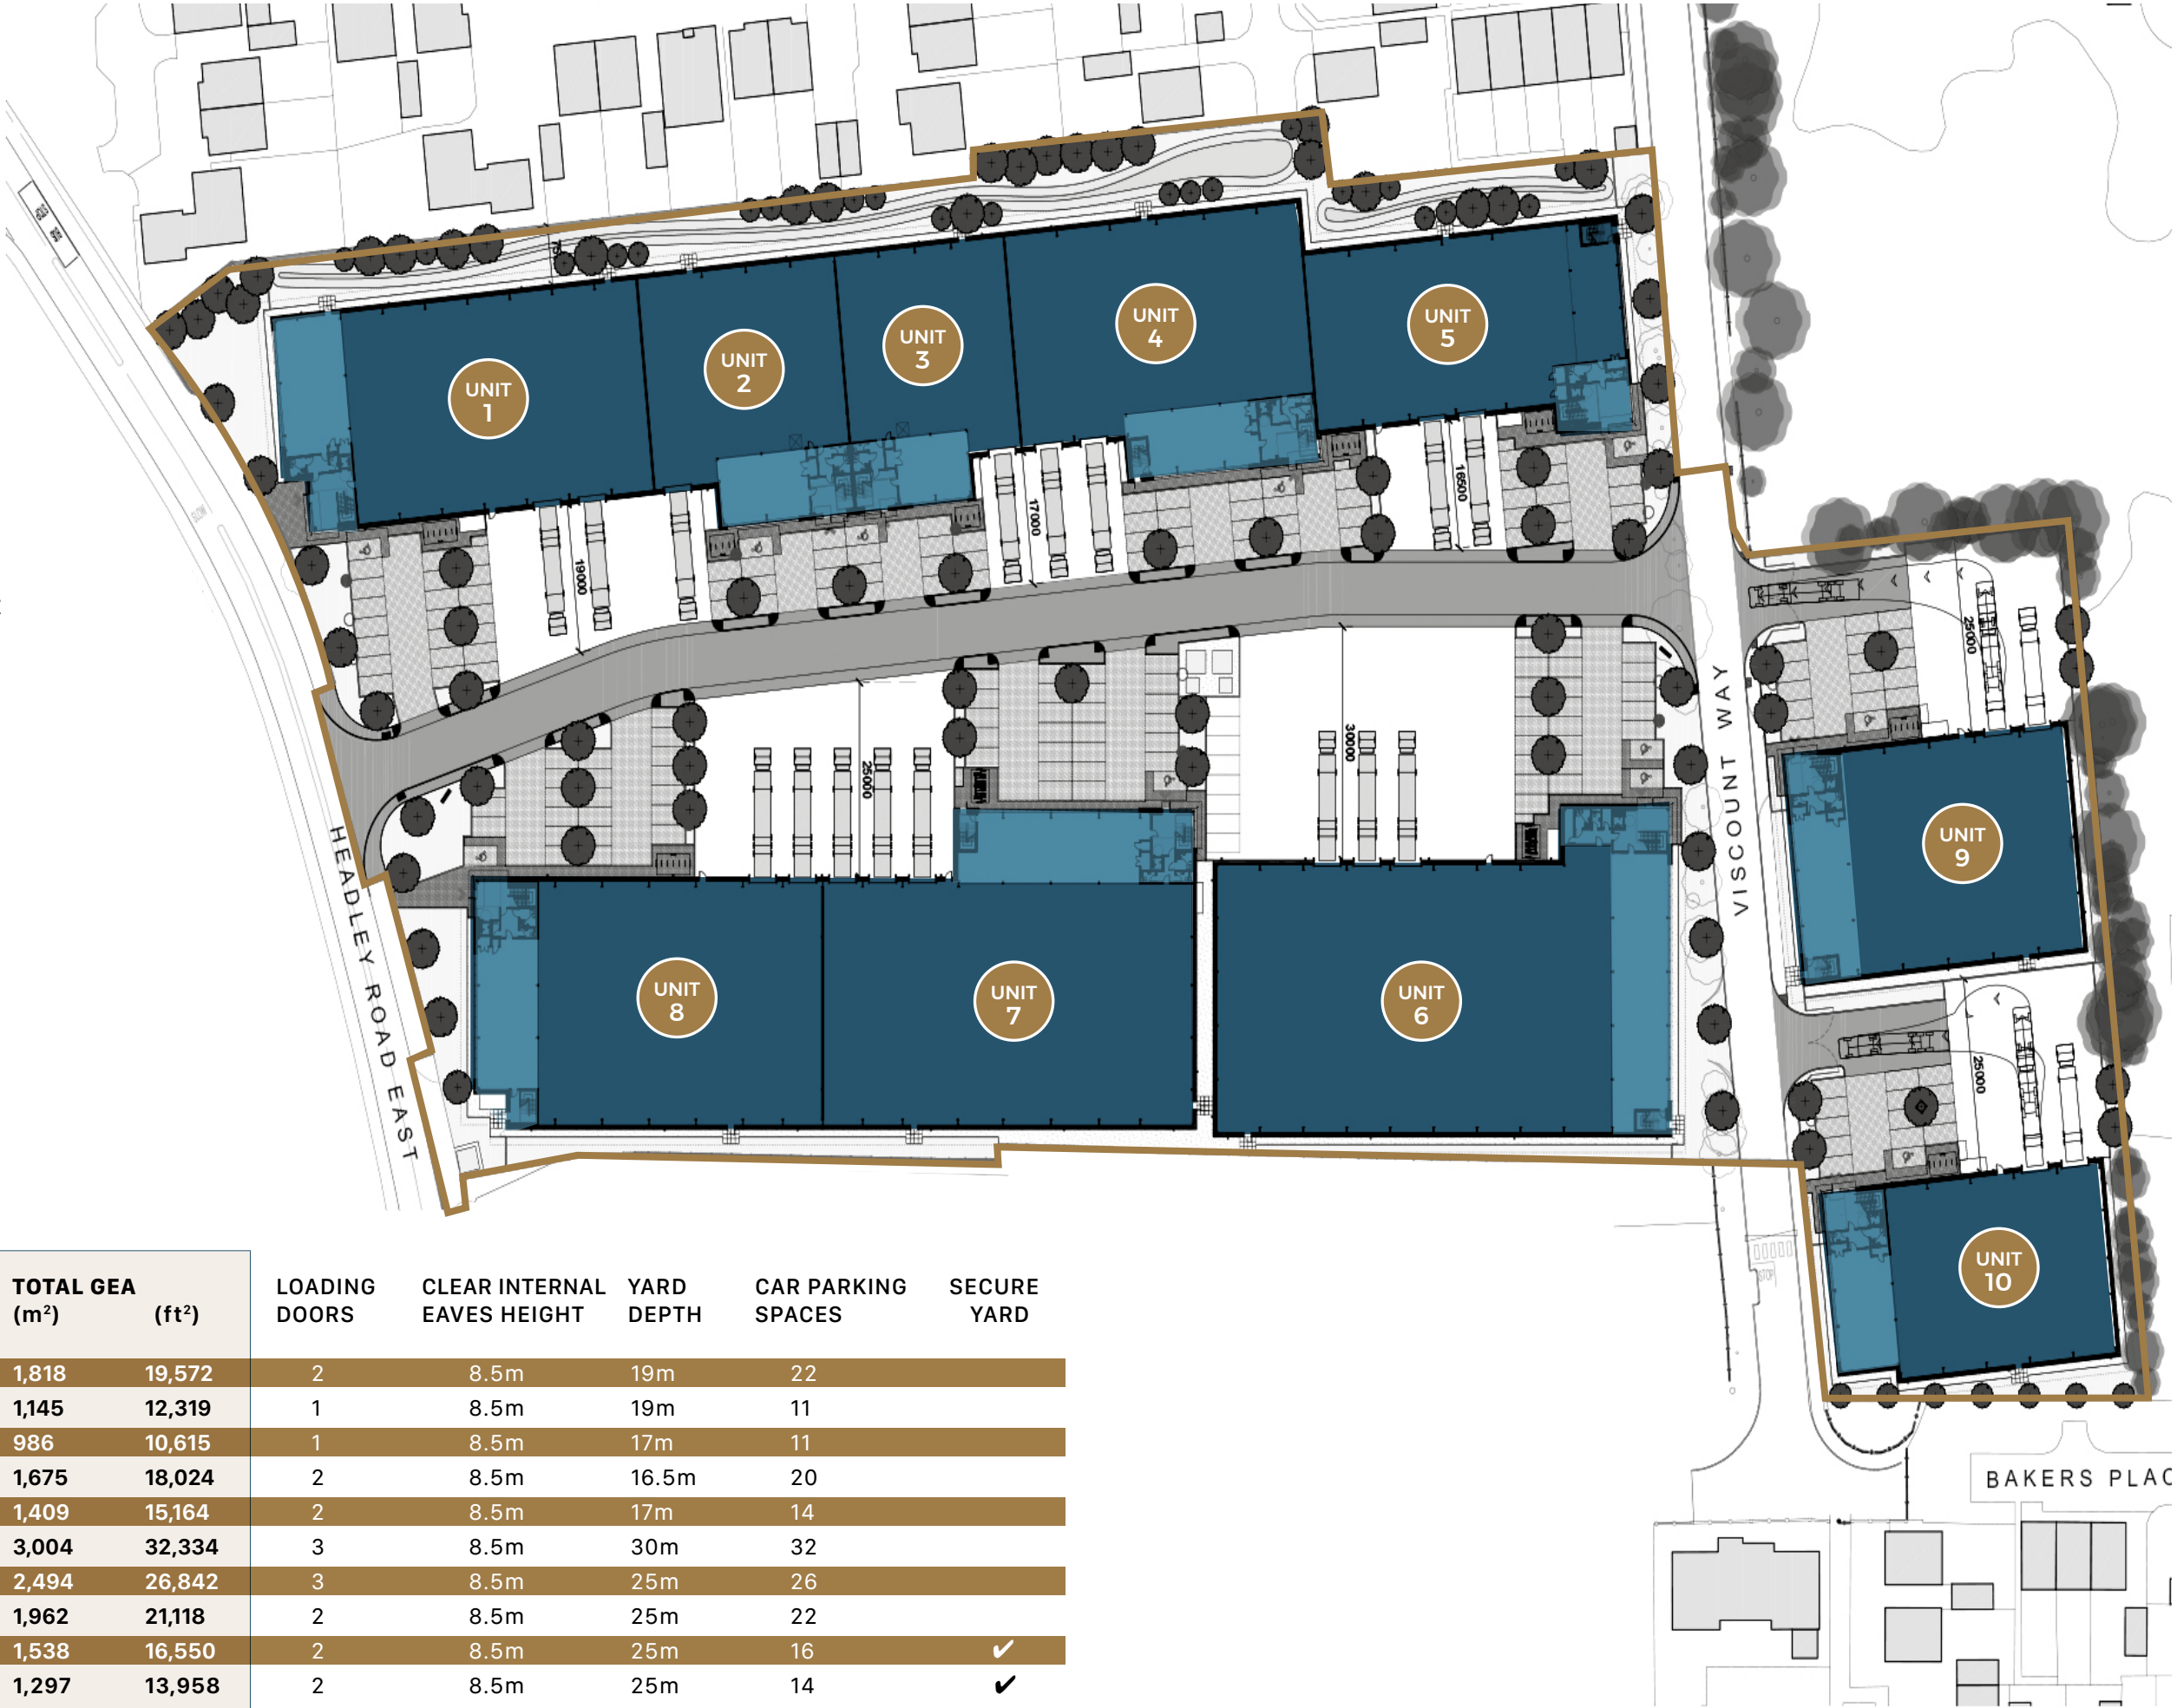 UNIT
1
UNIT
2
UNIT
3
UNIT
4
UNIT
5
19000
17000
16500
25000
30000
25000
UNIT
9
UNIT
8
UNIT
7
UNIT
6
25000
UNIT
10
HEADLEY ROAD EAST
VISCOUNT WAY
SLOW
STOP
BAKERS PLAC
TOTAL GEA
(m²) (ft²)
LOADING
DOORS
CLEAR INTERNAL
EAVES HEIGHT
YARD
DEPTH
CAR PARKING
SPACES
SECURE
YARD
1,818 19,572 2 8.5m 19m 22
1,145 12,319 1 8.5m 19m 11
986 10,615 1 8.5m 17m 11
1,675 18,024 2 8.5m 16.5m 20
1,409 15,164 2 8.5m 17m 14
3,004 32,334 3 8.5m 30m 32
2,494 26,842 3 8.5m 25m 26
1,962 21,118 2 8.5m 25m 22
1,538 16,550 2 8.5m 25m 16 ✔
1,297 13,958 2 8.5m 25m 14 ✔